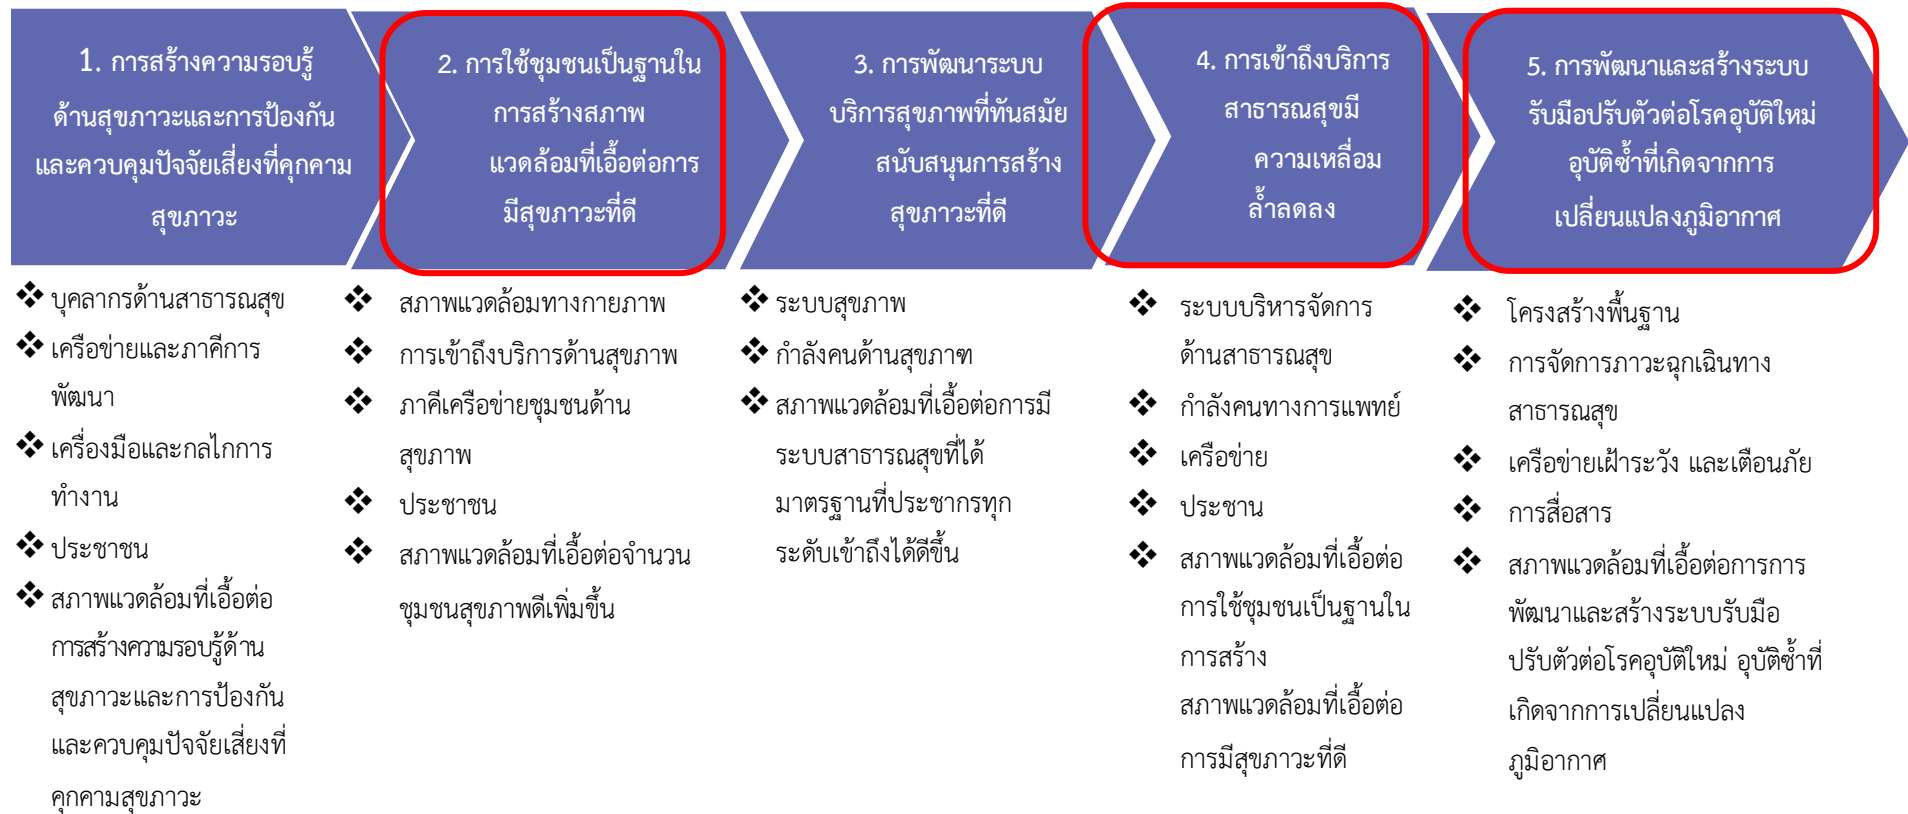 1. การสร้างความรอบรู้
ด้านสุขภาวะและการป้องกัน
และควบคุมปัจจัยเสี่ยงที่คุกคาม
สุขภาวะ
2. การใช้ชุมชนเป็นฐานใน
การสร้างสภาพ
แวดล้อมที่เอื้อต่อการ
มีสุขภาวะที่ดี
3. การพัฒนาระบบ
บริการสุขภาพที่ทันสมัย
สนับสนุนการสร้าง
สุขภาวะที่ดี
4. การเข้าถึงบริการ
สาธารณสุขมี
ความเหลื่อม
ล้ำลดลง
5. การพัฒนาและสร้างระบบ
รับมือปรับตัวต่อโรคอุบัติใหม่
อุบัติซ้ำที่เกิดจากการ
เปลี่ยนแปลงภูมิอากาศ
❖ บุคลากรด้านสาธารณสุข
❖ เครือข่ายและภาคีการ
พัฒนา
❖ เครื่องมือและกลไกการ
ทำงาน
❖ ประชาชน
❖ สภาพแวดล้อมที่เอื้อต่อ
การสร้างความรอบรู้ด้าน
สุขภาวะและการป้องกัน
และควบคุมปัจจัยเสี่ยงที่
คุกคามสุขภาวะ
❖ สภาพแวดล้อมทางกายภาพ
❖ การเข้าถึงบริการด้านสุขภาพ
❖ ภาคีเครือข่ายชุมชนด้าน
สุขภาพ
❖ ประชาชน
❖ สภาพแวดล้อมที่เอื้อต่อจำนวน
ชุมชนสุขภาพดีเพิ่มขึ้น
❖ ระบบสุขภาพ
❖ กำลังคนด้านสุขภาฑ
❖ สภาพแวดล้อมที่เอื้อต่อการมี
ระบบสาธารณสุขที่ได้
มาตรฐานที่ประชากรทุก
ระดับเข้าถึงได้ดีขึ้น
❖ ระบบบริหารจัดการ
ด้านสาธารณสุข
❖ กำลังคนทางการแพทย์
❖ เครือข่าย
❖ ประชาน
❖ สภาพแวดล้อมที่เอื้อต่อ
การใช้ชุมชนเป็นฐานใน
การสร้าง
สภาพแวดล้อมที่เอื้อต่อ
การมีสุขภาวะที่ดี
❖ โครงสร้างพื้นฐาน
❖ การจัดการภาวะฉุกเฉินทาง
สาธารณสุข
❖ เครือข่ายเฝ้าระวัง และเตือนภัย
❖ การสื่อสาร
❖ สภาพแวดล้อมที่เอื้อต่อการการ
พัฒนาและสร้างระบบรับมือ
ปรับตัวต่อโรคอุบัติใหม่ อุบัติซ้ำที่
เกิดจากการเปลี่ยนแปลง
ภูมิอากาศ